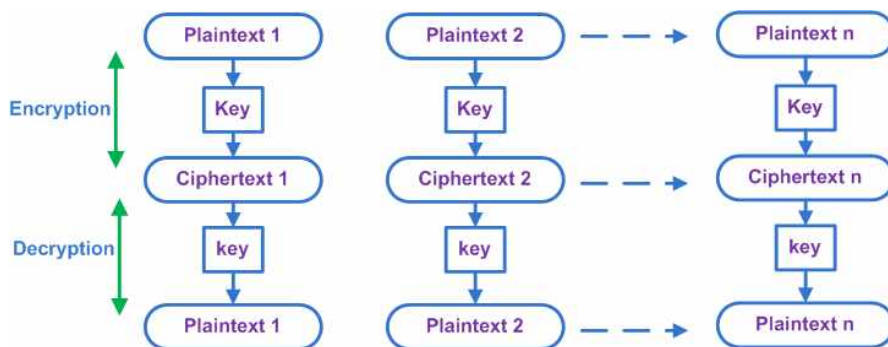 Plaintext 1 Plaintext 2 Plaintext n
Encryption Key Key Key
Ciphertext 1 Ciphertext 2 Ciphertext n
Decryption key key key
Plaintext 1 Plaintext 2 Plaintext n